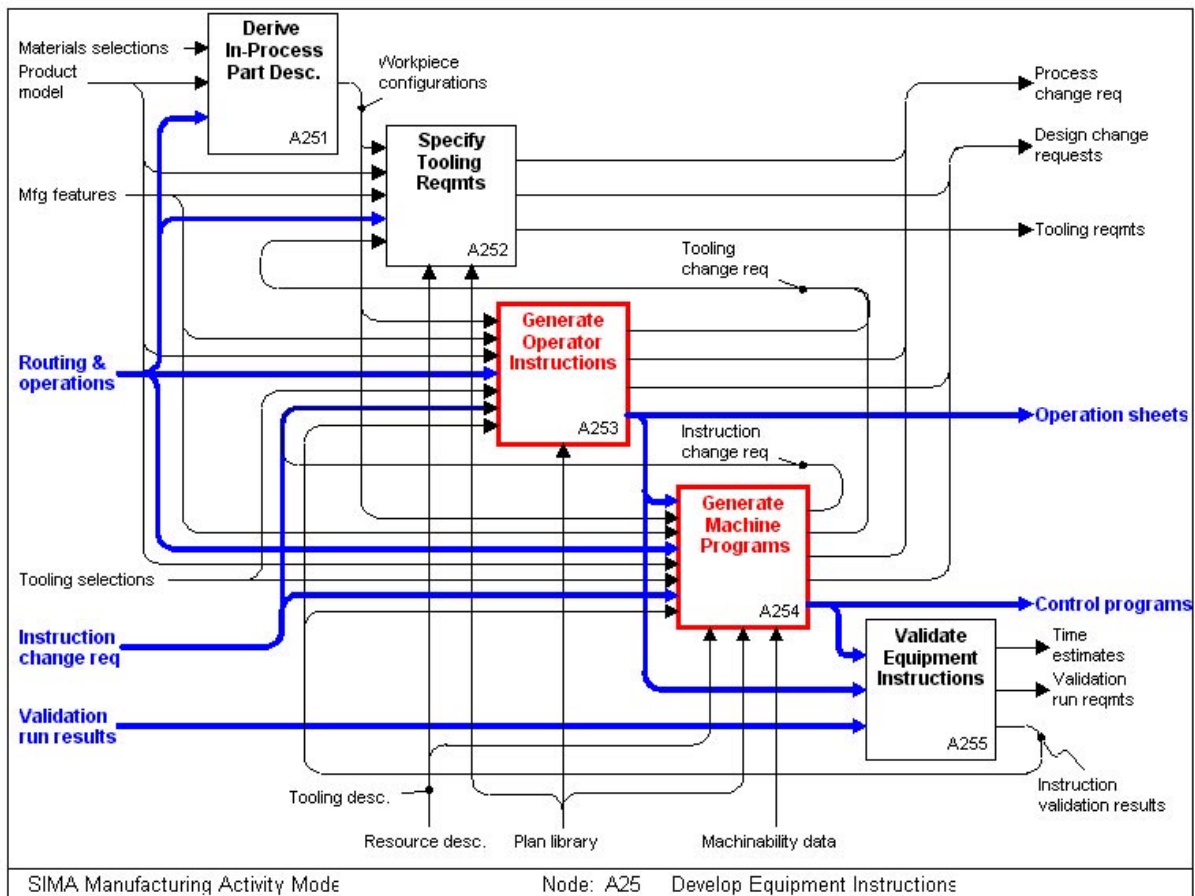 Derive
In-Process
Part Desc.
A251
Materials selections
Product
model
Workpiece
configurations
Process
change req
Specify
Tooling
Reqmts
A252
Design change
requests
Mfg features
Tooling reqmts
Tooling
change req
Generate
Operator
Instructions
A253
Routing &
operations
Operation sheets
Instruction
change req
Generate
Machine
Programs
A254
Tooling selections
Control programs
Instruction
change req
Validate
Equipment
Instructions
A255
Time
estimates
Validation
run reqmts
Validation
run results
Instruction
validation results
Tooling desc.
Resource desc.
Plan library
Machinability data
SIMA Manufacturing Activity Mode
Node: A25 Develop Equipment Instructions